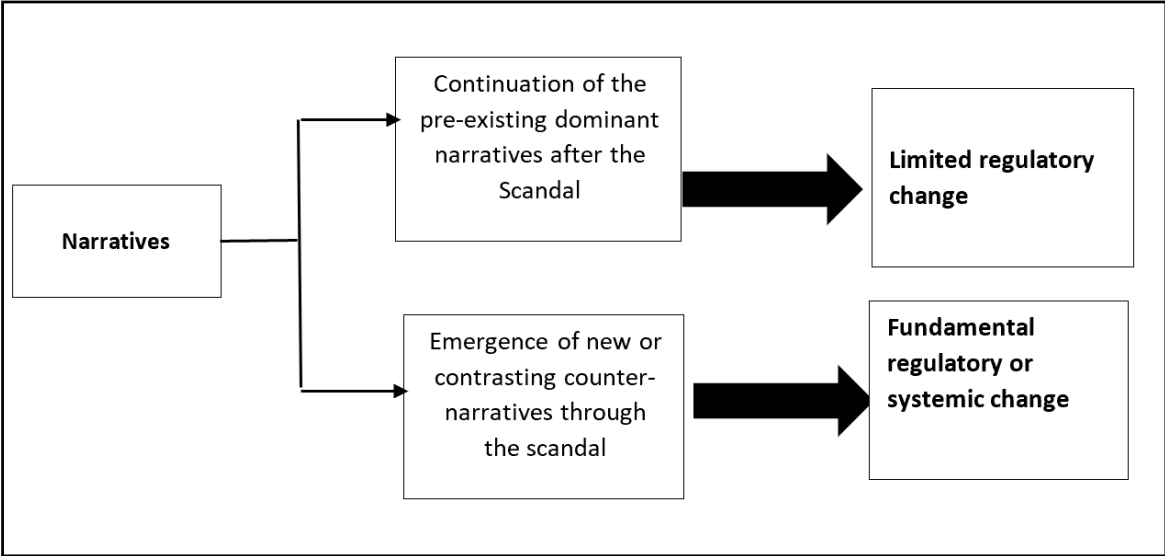 Narratives
Continuation of the
pre-existing dominant
narratives after the
Scandal
Limited regulatory
change
Emergence of new or
contrasting counter-
narratives through
the scandal
Fundamental
regulatory or
systemic change